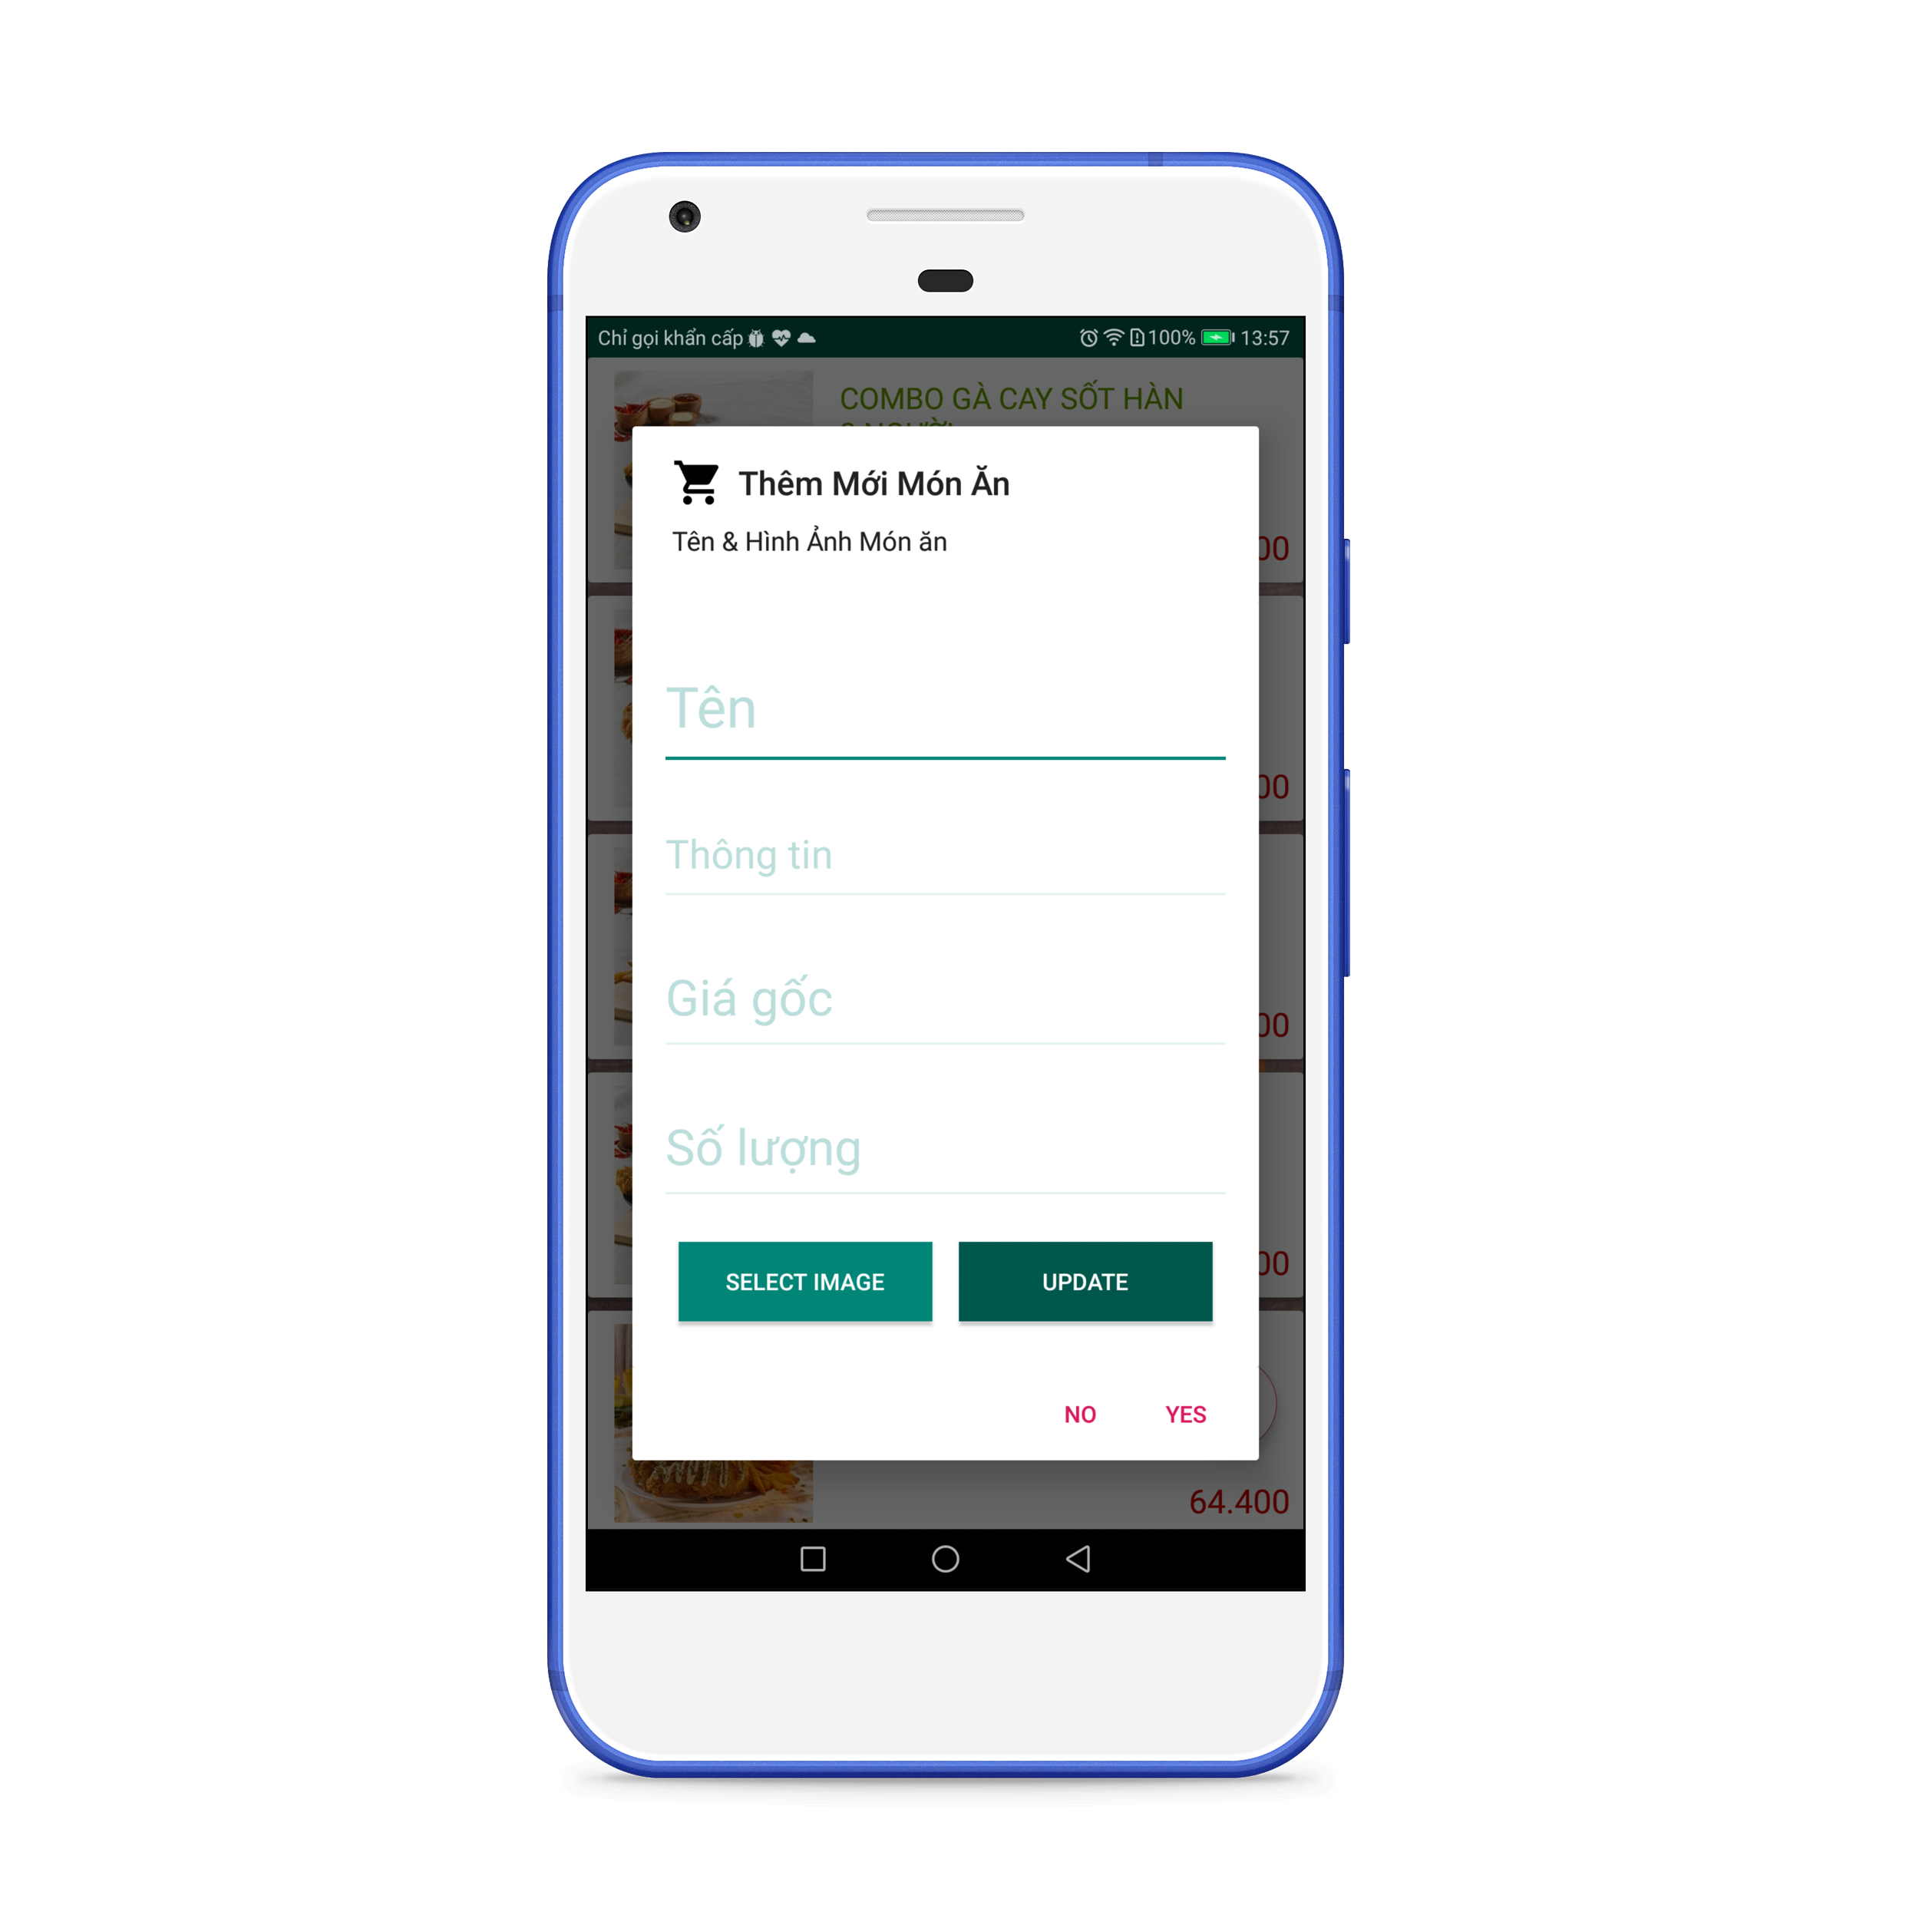 Chỉ gọi khẩn cấp 100% 13:57
COMBO GÀ CAY SỐT HÀN
Thêm Mới Món Ăn
Tên & Hình Ảnh Món ăn
00
Tên
00
Thông tin
Giá gốc
00
Số lượng
00
SELECT IMAGE UPDATE
NO YES
64.400